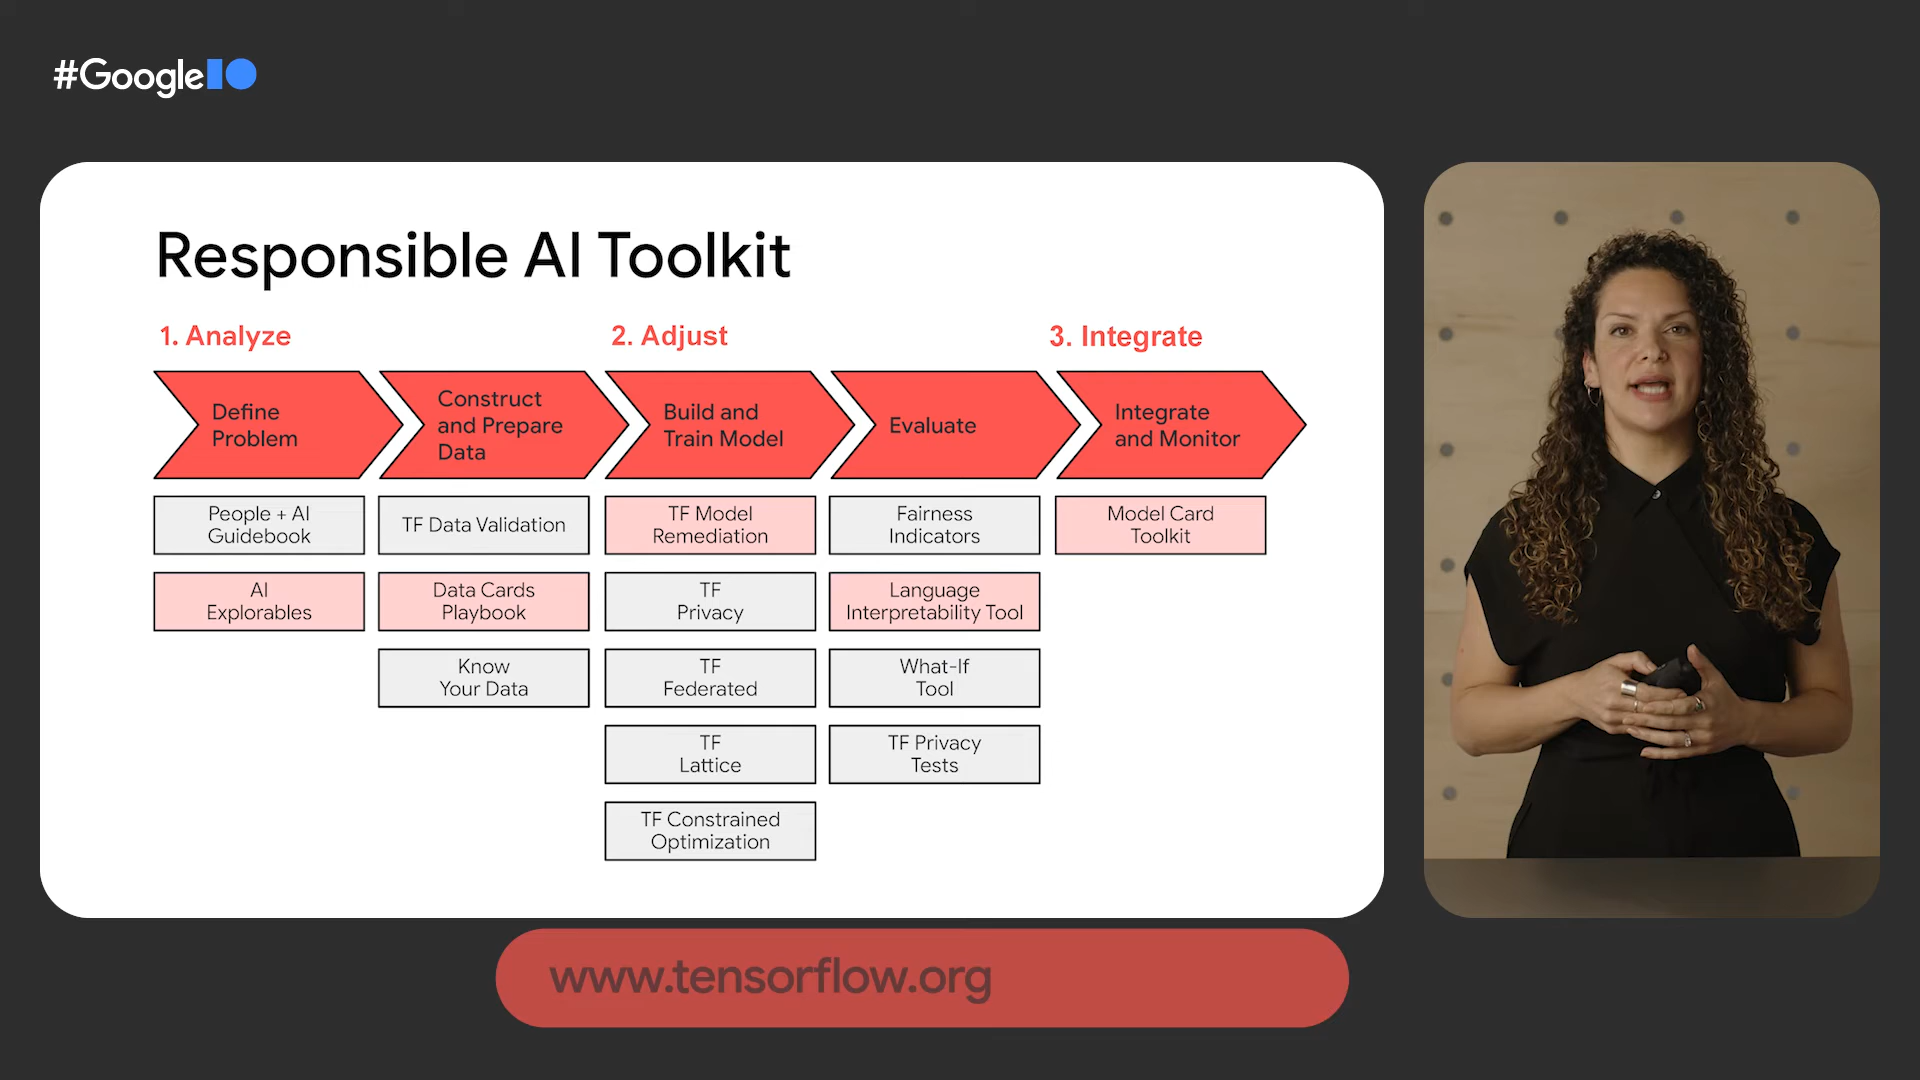 #GoogleIO
Responsible AI Toolkit
1. Analyze
2. Adjust
3. Integrate
Define
Problem
Construct
and Prepare
Data
Build and
Train Model
Evaluate
Integrate
and Monitor
People + AI
Guidebook
TF Data Validation
TF Model
Remediation
Fairness
Indicators
Model Card
Toolkit
AI
Explorables
Data Cards
Playbook
TF
Privacy
Language
Interpretability Tool
Know
Your Data
TF
Federated
What-If
Tool
TF
Lattice
TF Privacy
Tests
TF Constrained
Optimization
www.tensorflow.org